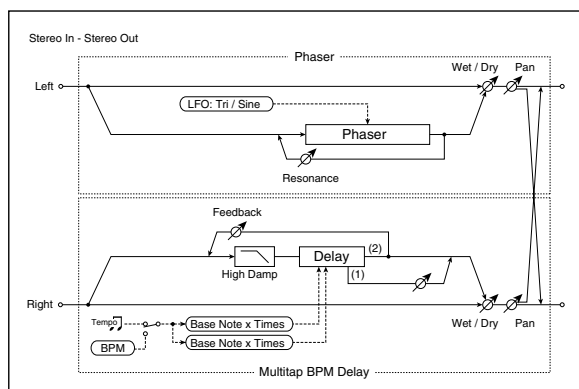 Stereo In - Stereo Out
Phaser
Wet / Dry Pan
Left
LFO: Tri / Sine
Phaser
Resonance
Feedback
Delay (2)
High Damp (1)
Right
Tempo
Base Note x Times
BPM
Base Note x Times
Wet / Dry Pan
Multitap BPM Delay